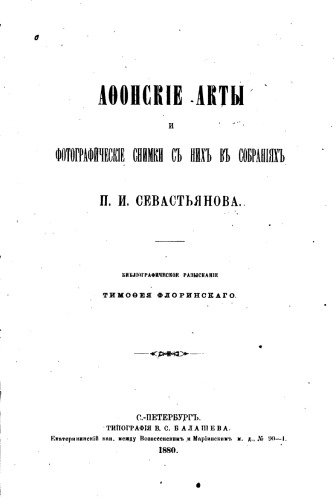 АѲОНСКІЕ АКТЫ
И
ФОТОГРАФИЧЕСКІЕ СНИМКИ СЪ НИХЪ ВЪ СОБРАНІЯХЪ
П. И. СЕВАСТЬЯНОВА.
БИБЛІОГРАФИЧЕСКОЕ РАЗЫСКАНІЕ
ТИМОѲЕЯ ФЛОРИНСКАГО.
С.-ПЕТЕРБУРГЪ.
ТИПОГРАФІЯ В. С. БАЛАШЕВА.
Екатерининскій кан. между Вознесенскимъ и Маріинскимъ м. д., № 90—1.
1880.